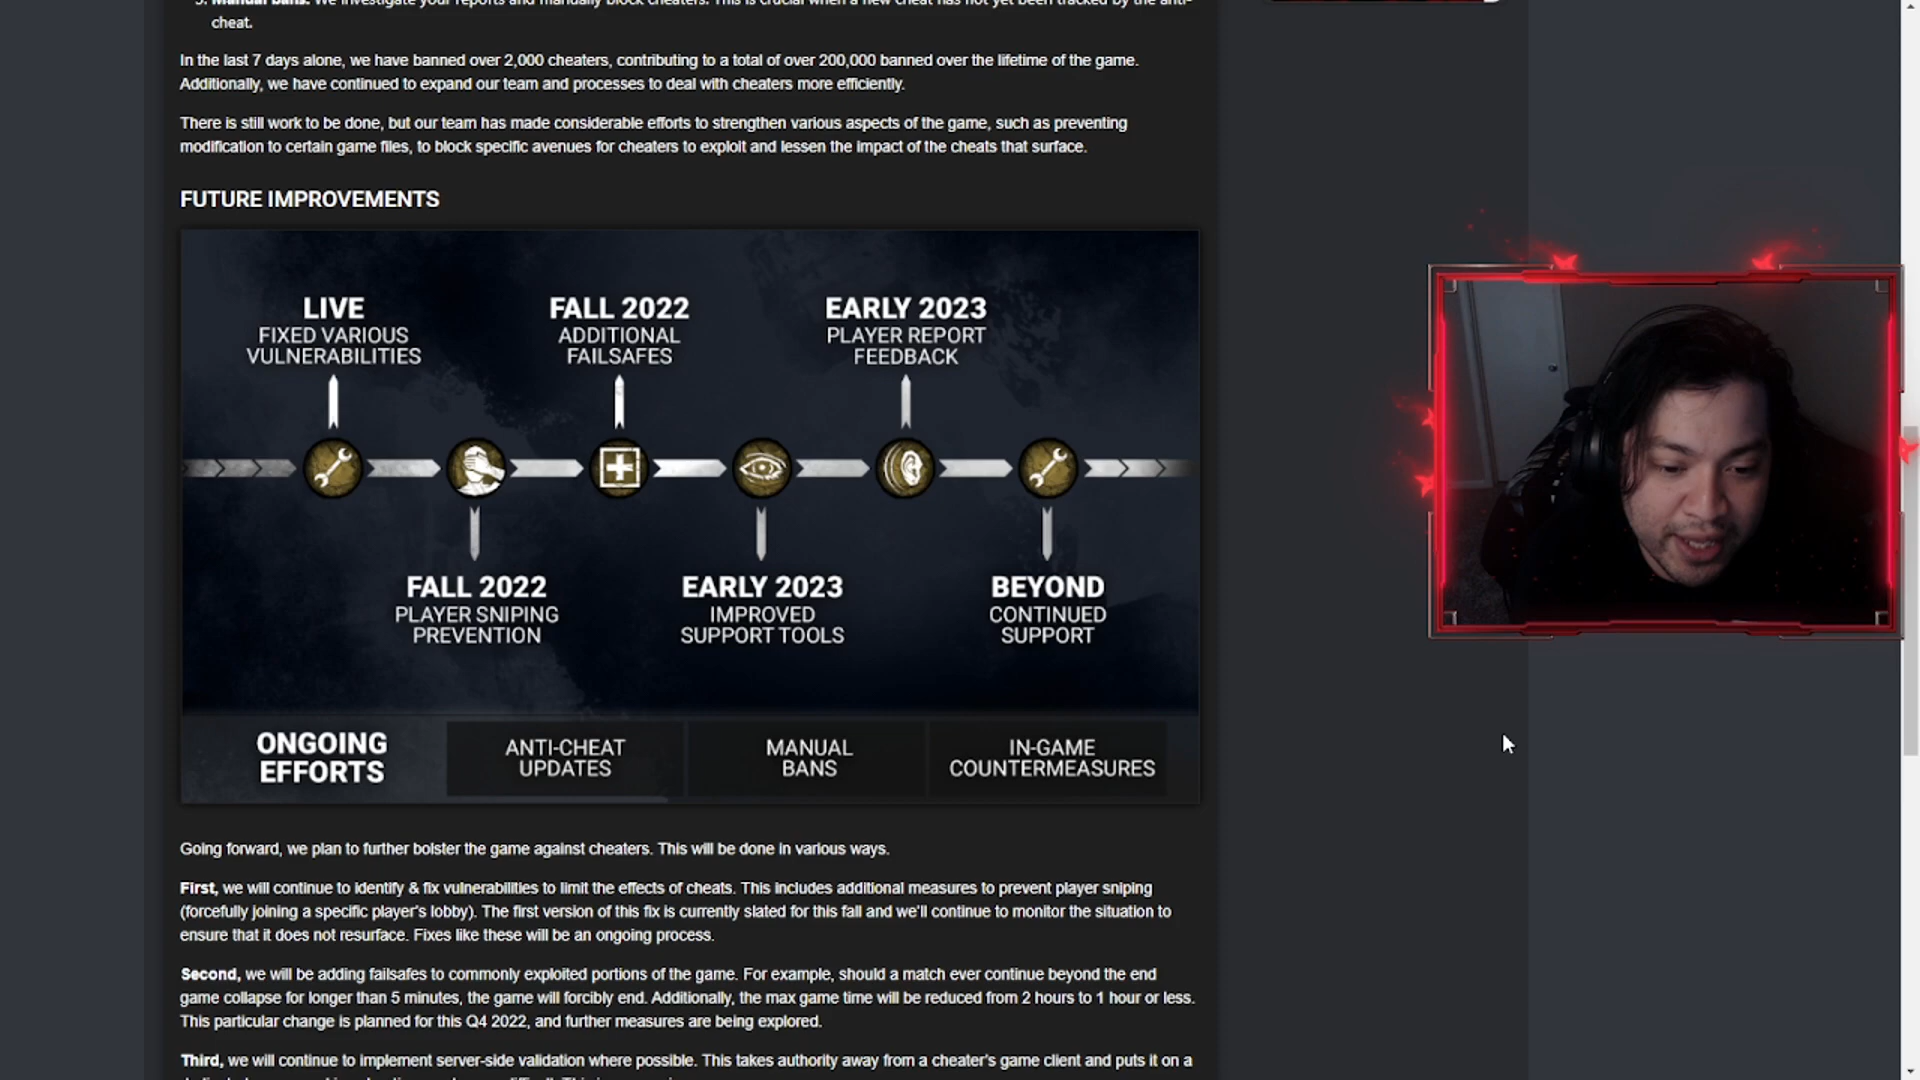 3. Manual bans. We investigate your reports and manually block cheaters. This is crucial when a new cheat has not yet been tracked by the anti-
cheat.
In the last 7 days alone, we have banned over 2,000 cheaters, contributing to a total of over 200,000 banned over the lifetime of the game.
Additionally, we have continued to expand our team and processes to deal with cheaters more efficiently.
There is still work to be done, but our team has made considerable efforts to strengthen various aspects of the game, such as preventing
modification to certain game files, to block specific avenues for cheaters to exploit and lessen the impact of the cheats that surface.
FUTURE IMPROVEMENTS
LIVE
FIXED VARIOUS
VULNERABILITIES
FALL 2022
ADDITIONAL
FAILSAFES
EARLY 2023
PLAYER REPORT
FEEDBACK
FALL 2022
PLAYER SNIPING
PREVENTION
EARLY 2023
IMPROVED
SUPPORT TOOLS
BEYOND
CONTINUED
SUPPORT
ONGOING
EFFORTS
ANTI-CHEAT
UPDATES
MANUAL
BANS
IN-GAME
COUNTERMEASURES
Going forward, we plan to further bolster the game against cheaters. This will be done in various ways.
First, we will continue to identify & fix vulnerabilities to limit the effects of cheats. This includes additional measures to prevent player sniping
(forcefully joining a specific player's lobby). The first version of this fix is currently slated for this fall and we'll continue to monitor the situation to
ensure that it does not resurface. Fixes like these will be an ongoing process.
Second, we will be adding failsafes to commonly exploited portions of the game. For example, should a match ever continue beyond the end
game collapse for longer than 5 minutes, the game will forcibly end. Additionally, the max game time will be reduced from 2 hours to 1 hour or less.
This particular change is planned for this Q4 2022, and further measures are being explored.
Third, we will continue to implement server-side validation where possible. This takes authority away from a cheater's game client and puts it on a